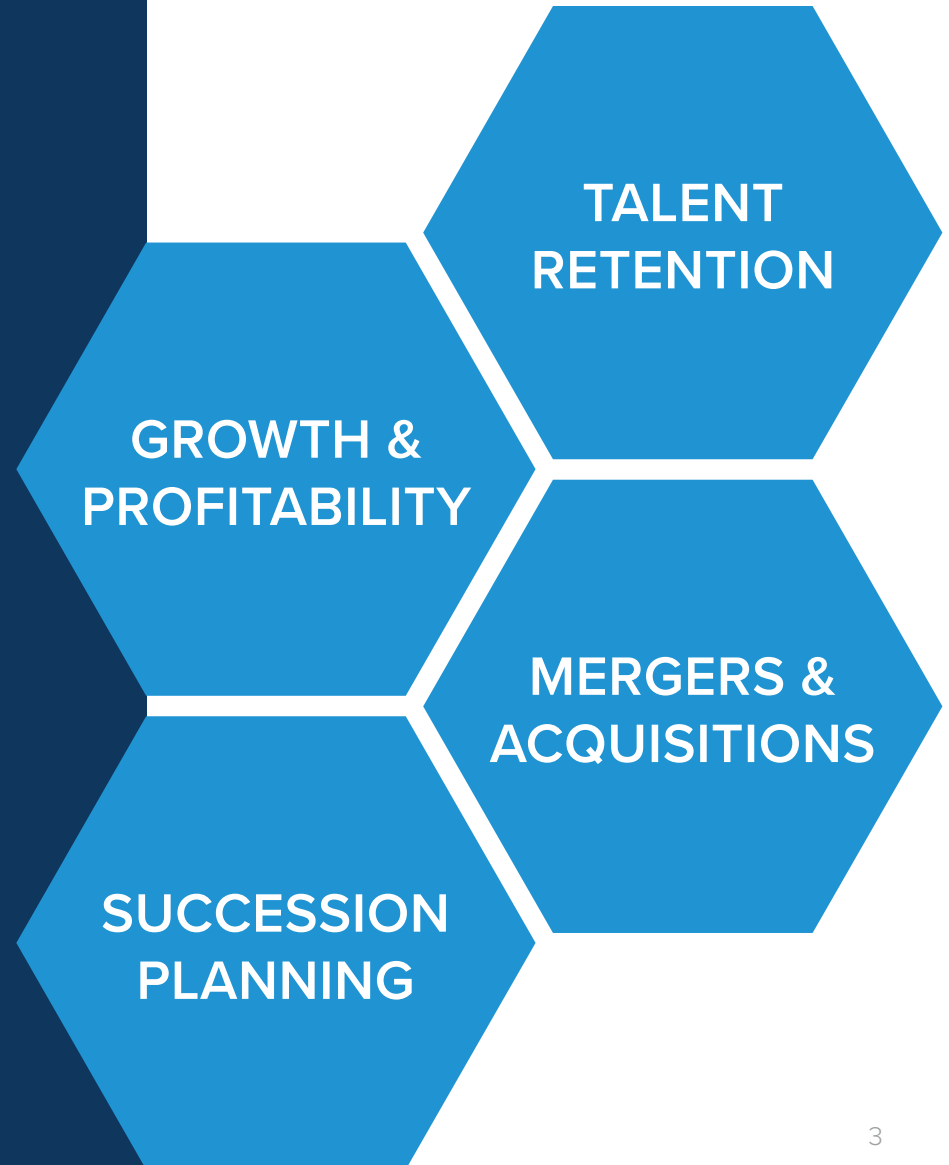 TALENT
RETENTION
GROWTH &
PROFITABILITY
MERGERS &
ACQUISITIONS
SUCCESSION
PLANNING
3